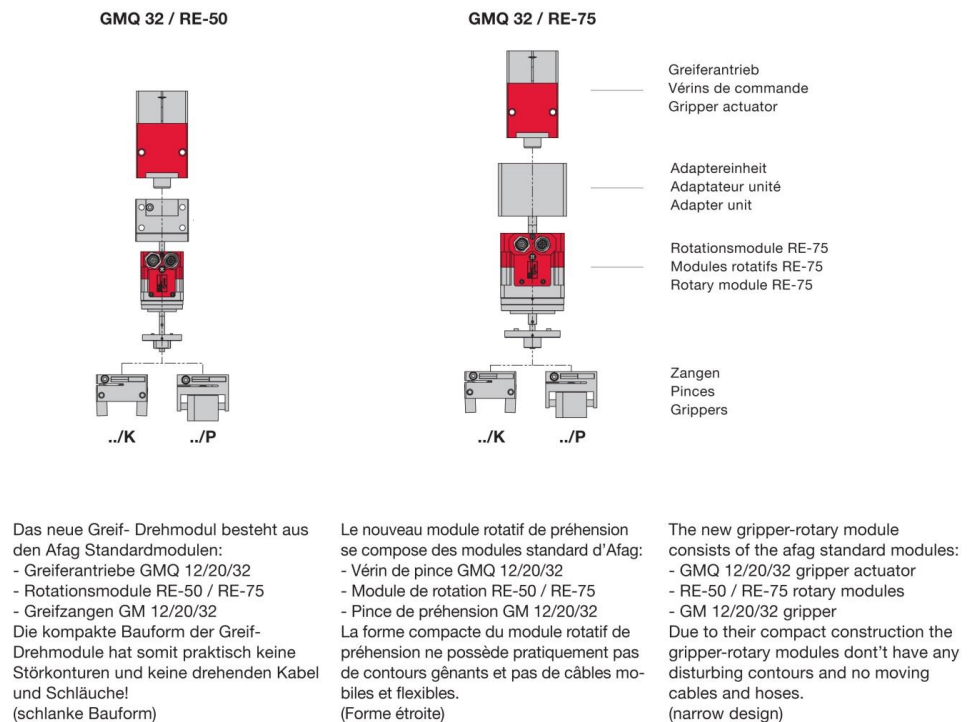 GMQ 32 / RE-50
GMQ 32 / RE-75
Greiferantrieb
Vérins de commande
Gripper actuator
Adaptereinheit
Adaptateur unité
Adapter unit
Rotationsmodule RE-75
Modules rotatifs RE-75
Rotary module RE-75
Zangen
Pinces
Grippers
../K
../P
../K
../P
Das neue Greif- Drehmodul besteht aus
den Afag Standardmodulen:
- Greiferantriebe GMQ 12/20/32
- Rotationsmodule RE-50 / RE-75
- Greifzangen GM 12/20/32
Die kompakte Bauform der Greif-
Drehmodule hat somit praktisch keine
Störkonturen und keine drehenden Kabel
und Schläuche!
(schlanke Bauform)
Le nouveau module rotatif de préhension
se compose des modules standard d'Afag:
- Vérin de pince GMQ 12/20/32
- Module de rotation RE-50 / RE-75
- Pince de préhension GM 12/20/32
La forme compacte du module rotatif de
préhension ne possède pratiquement pas
de contours gênants et pas de câbles mo-
biles et flexibles.
(Forme étroite)
The new gripper-rotary module
consists of the afag standard modules:
- GMQ 12/20/32 gripper actuator
- RE-50 / RE-75 rotary modules
- GM 12/20/32 gripper
Due to their compact construction the
gripper-rotary modules dont't have any
disturbing contours and no moving
cables and hoses.
(narrow design)